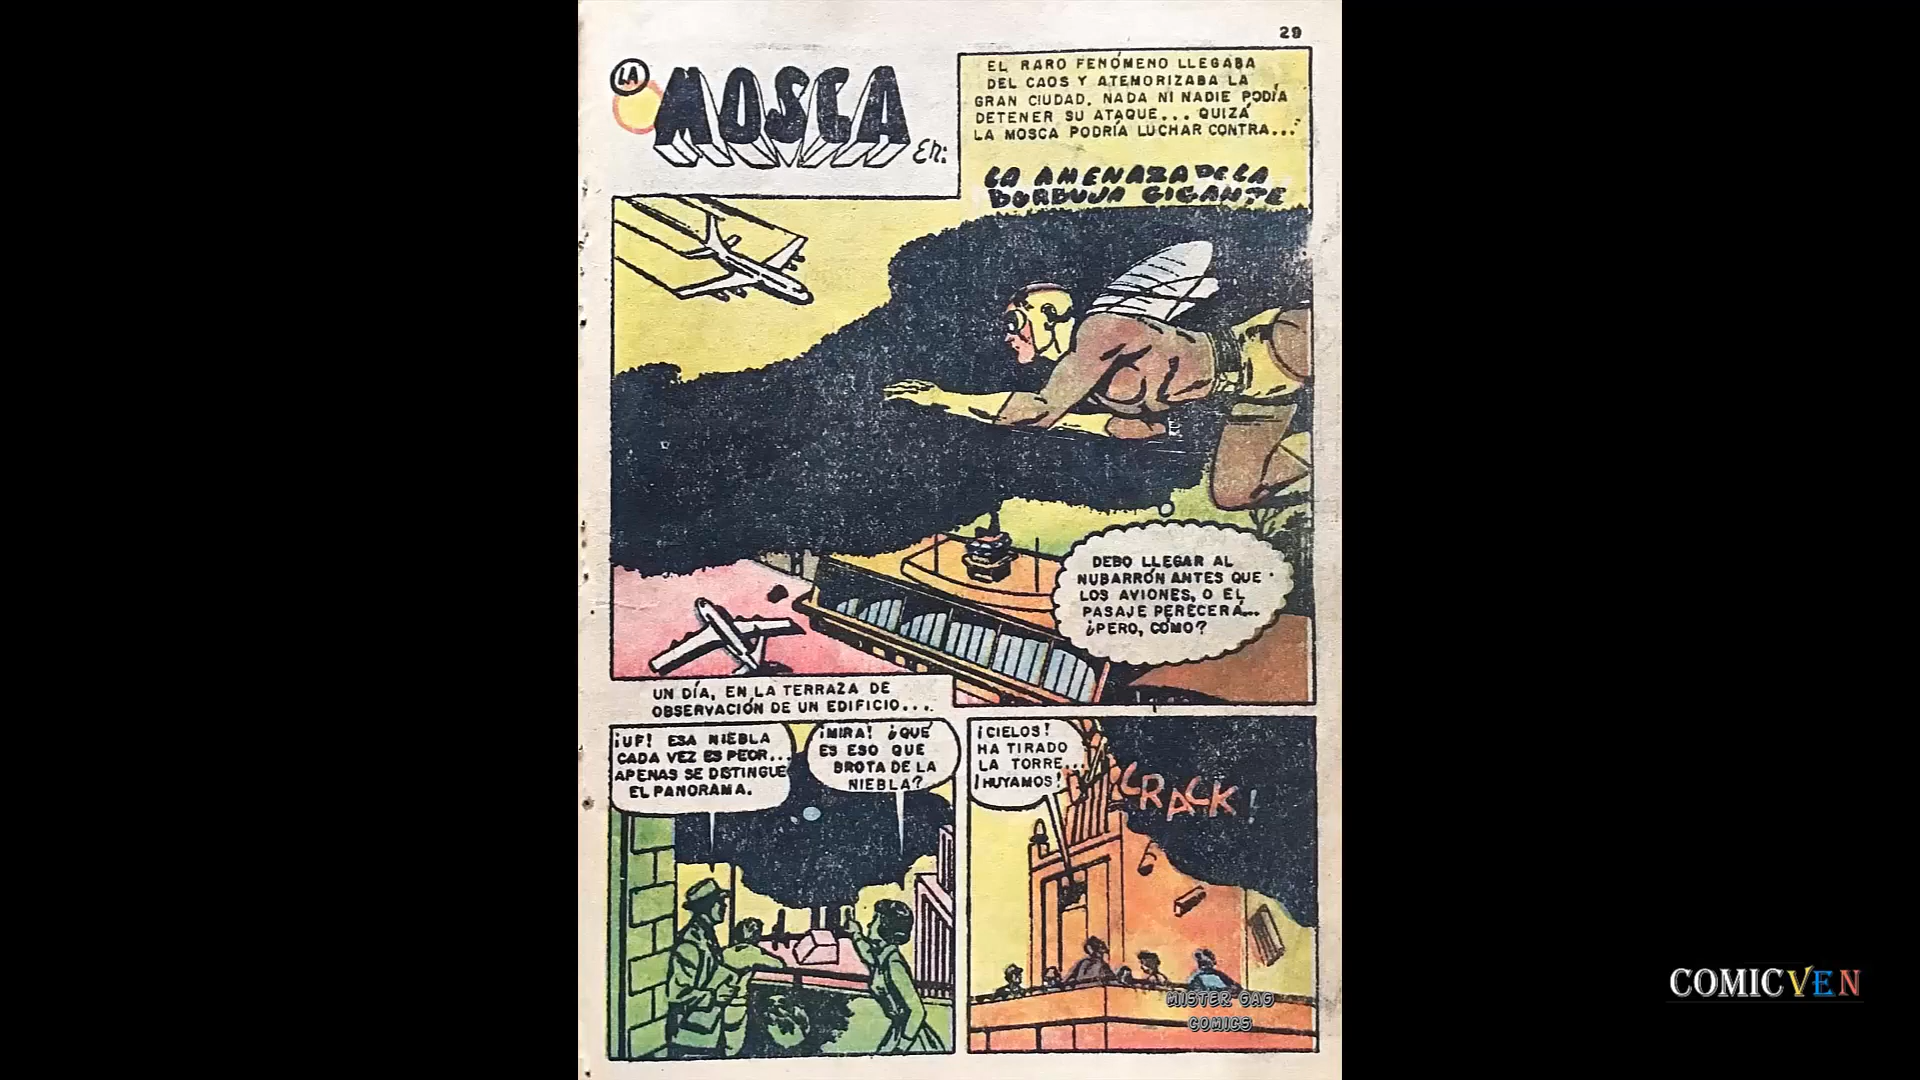 29
LA
MOSCA
En:
EL RARO FENÓMENO LLEGABA
DEL CAOS Y ATEMORIZABA LA
GRAN CIUDAD. NADA NI NADIE PODÍA
DETENER SU ATAQUE... QUIZÁ
LA MOSCA PODRÍA LUCHAR CONTRA...
LA AMENAZA DE LA
BURBUJA GIGANTE
DEBO LLEGAR AL
NUBARRÓN ANTES QUE
LOS AVIONES, O EL
PASAJE PERECERÁ...
¿PERO, CÓMO?
UN DÍA, EN LA TERRAZA DE
OBSERVACIÓN DE UN EDIFICIO....
¡UF! ESA NIEBLA
CADA VEZ ES PEOR...
APENAS SE DISTINGUE
EL PANORAMA.
¡MIRA! ¿QUÉ
ES ESO QUE
BROTA DE LA
NIEBLA?
¡CIELOS!
HA TIRADO
LA TORRE...
¡HUYAMOS!
CRACK!
MISTER GAG
COMICS
COMICVEN